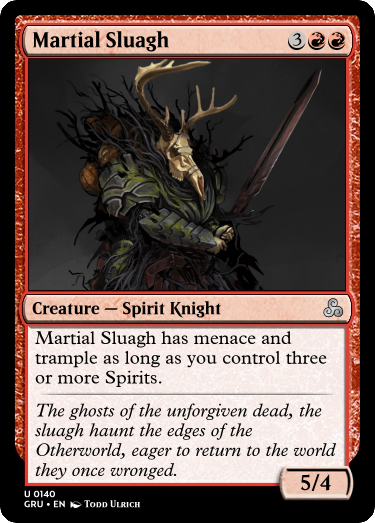 Martial Sluagh 3
Creature — Spirit Knight
Martial Sluagh has menace and
trample as long as you control three
or more Spirits.
The ghosts of the unforgiven dead, the
sluagh haunt the edges of the
Otherworld, eager to return to the world
they once wronged.
5/4
U 0140
GRU • EN Todd Ulrich